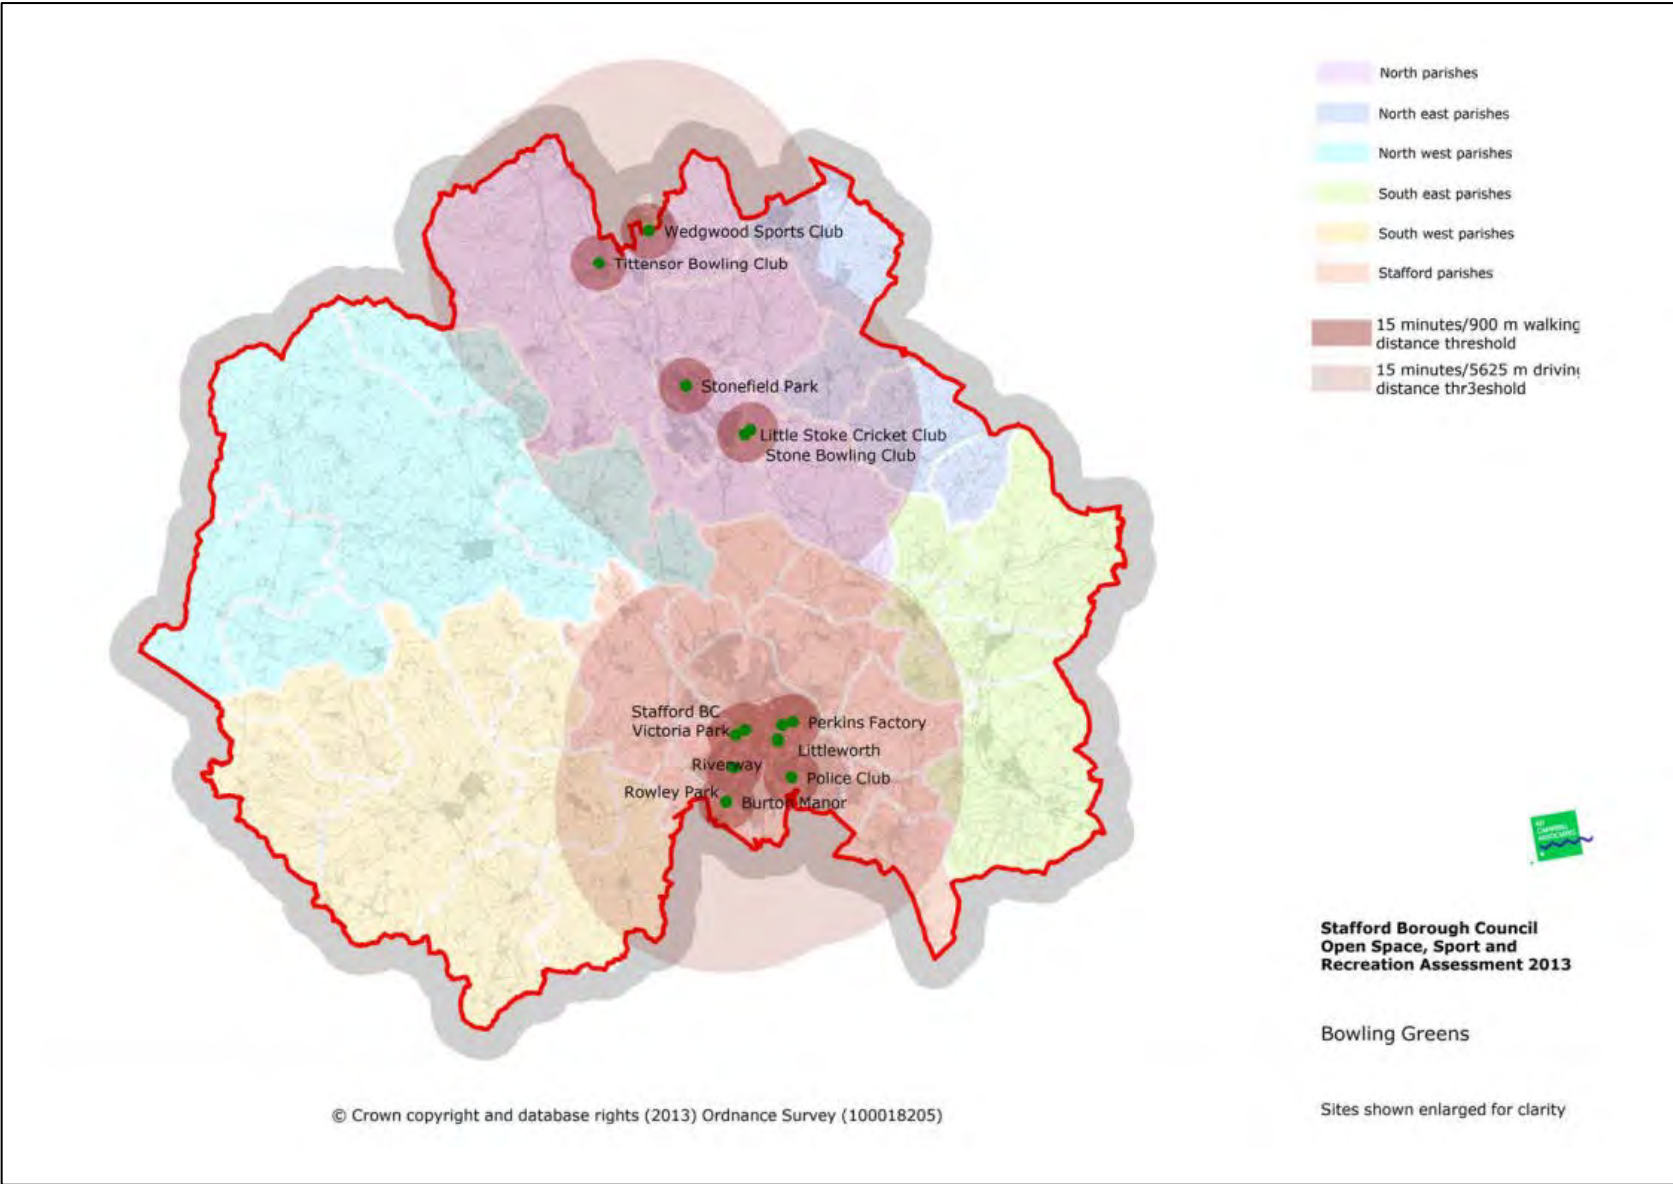 North parishes
North east parishes
North west parishes
South east parishes
South west parishes
Stafford parishes
15 minutes/900 m walking
distance threshold
15 minutes/5625 m driving
distance thr3eshold
Wedgwood Sports Club
Tittensor Bowling Club
Stonefield Park
Little Stoke Cricket Club
Stone Bowling Club
Stafford BC
Victoria Park
Perkins Factory
Littleworth
Riverway
Police Club
Rowley Park
Burton Manor
Stafford Borough Council
Open Space, Sport and
Recreation Assessment 2013
Bowling Greens
Sites shown enlarged for clarity
© Crown copyright and database rights (2013) Ordnance Survey (100018205)